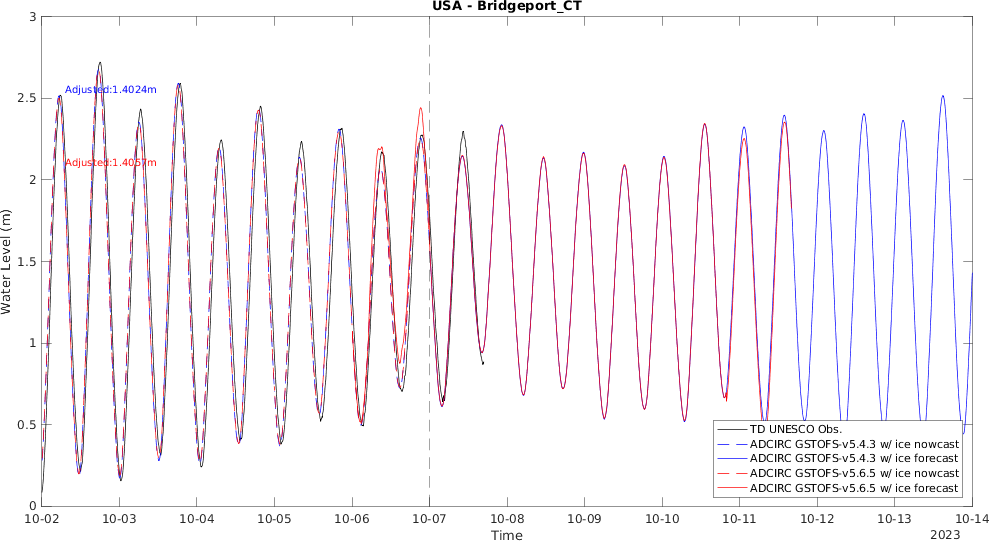 USA - Bridgeport_CT
3
2.5
2
1.5
1
0.5
0
Water Level (m)
Adjusted:1.4024m
Adjusted:1.4057m
TD UNESCO Obs.
ADCIRC GSTOFS-v5.4.3 w/ ice nowcast
ADCIRC GSTOFS-v5.4.3 w/ ice forecast
ADCIRC GSTOFS-v5.6.5 w/ ice nowcast
ADCIRC GSTOFS-v5.6.5 w/ ice forecast
10-02 10-03 10-04 10-05 10-06 10-07 10-08 10-09 10-10 10-11 10-12 10-13 10-14
Time
2023